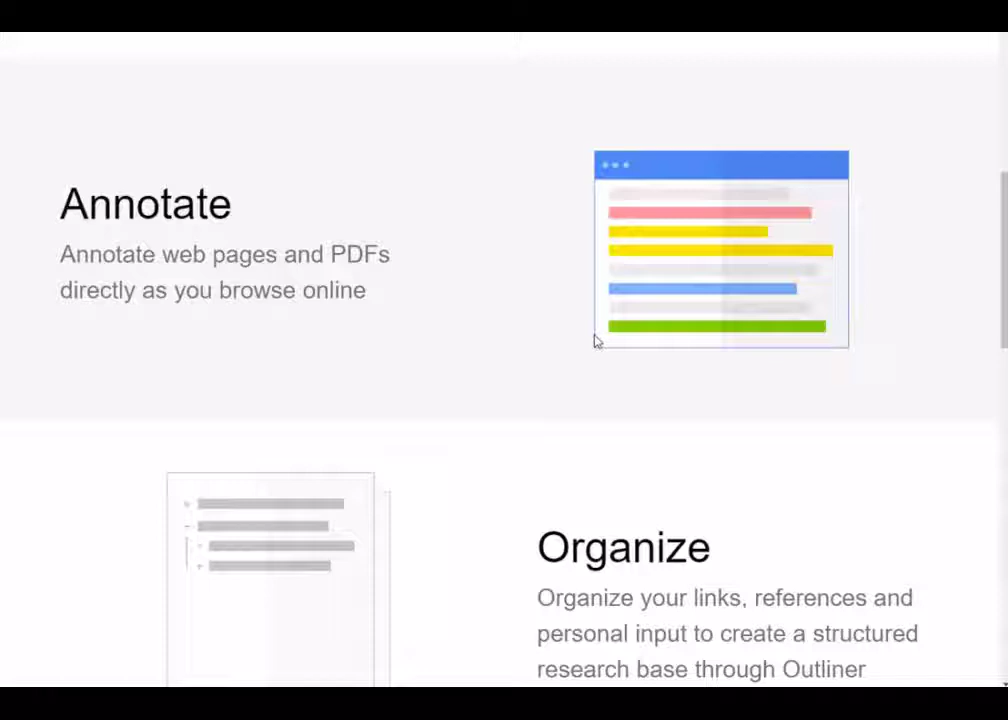 Annotate
Annotate web pages and PDFs
directly as you browse online
Organize
Organize your links, references and
personal input to create a structured
research base through Outliner